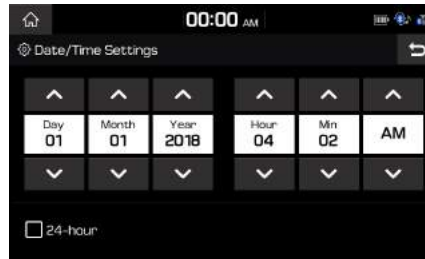 00:00 AM
Date/Time Settings
Day Month Year Hour Min
01 01 2018 04 02 AM
24-hour